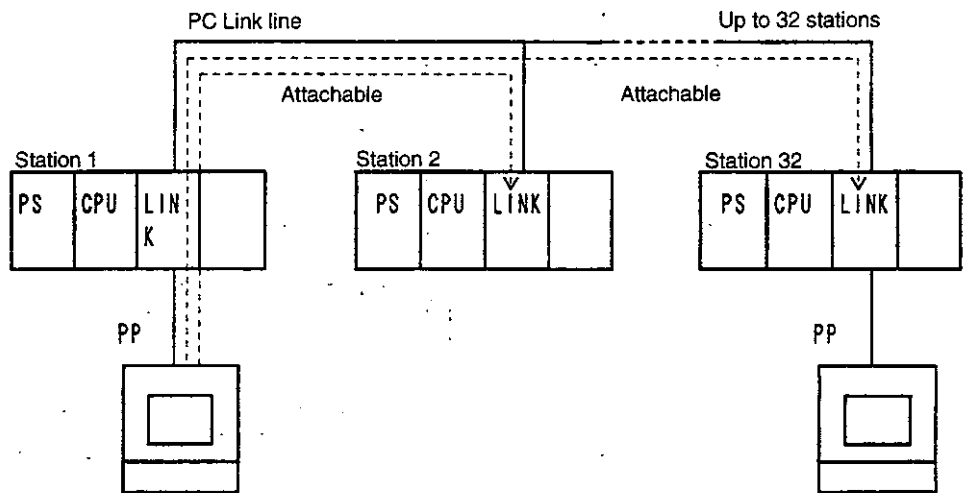 PC Link line
Up to 32 stations
Attachable
Attachable
Station 1
Station 2
Station 32
PS CPU LIN
K
PS CPU LINK
PS CPU LINK
PP
PP